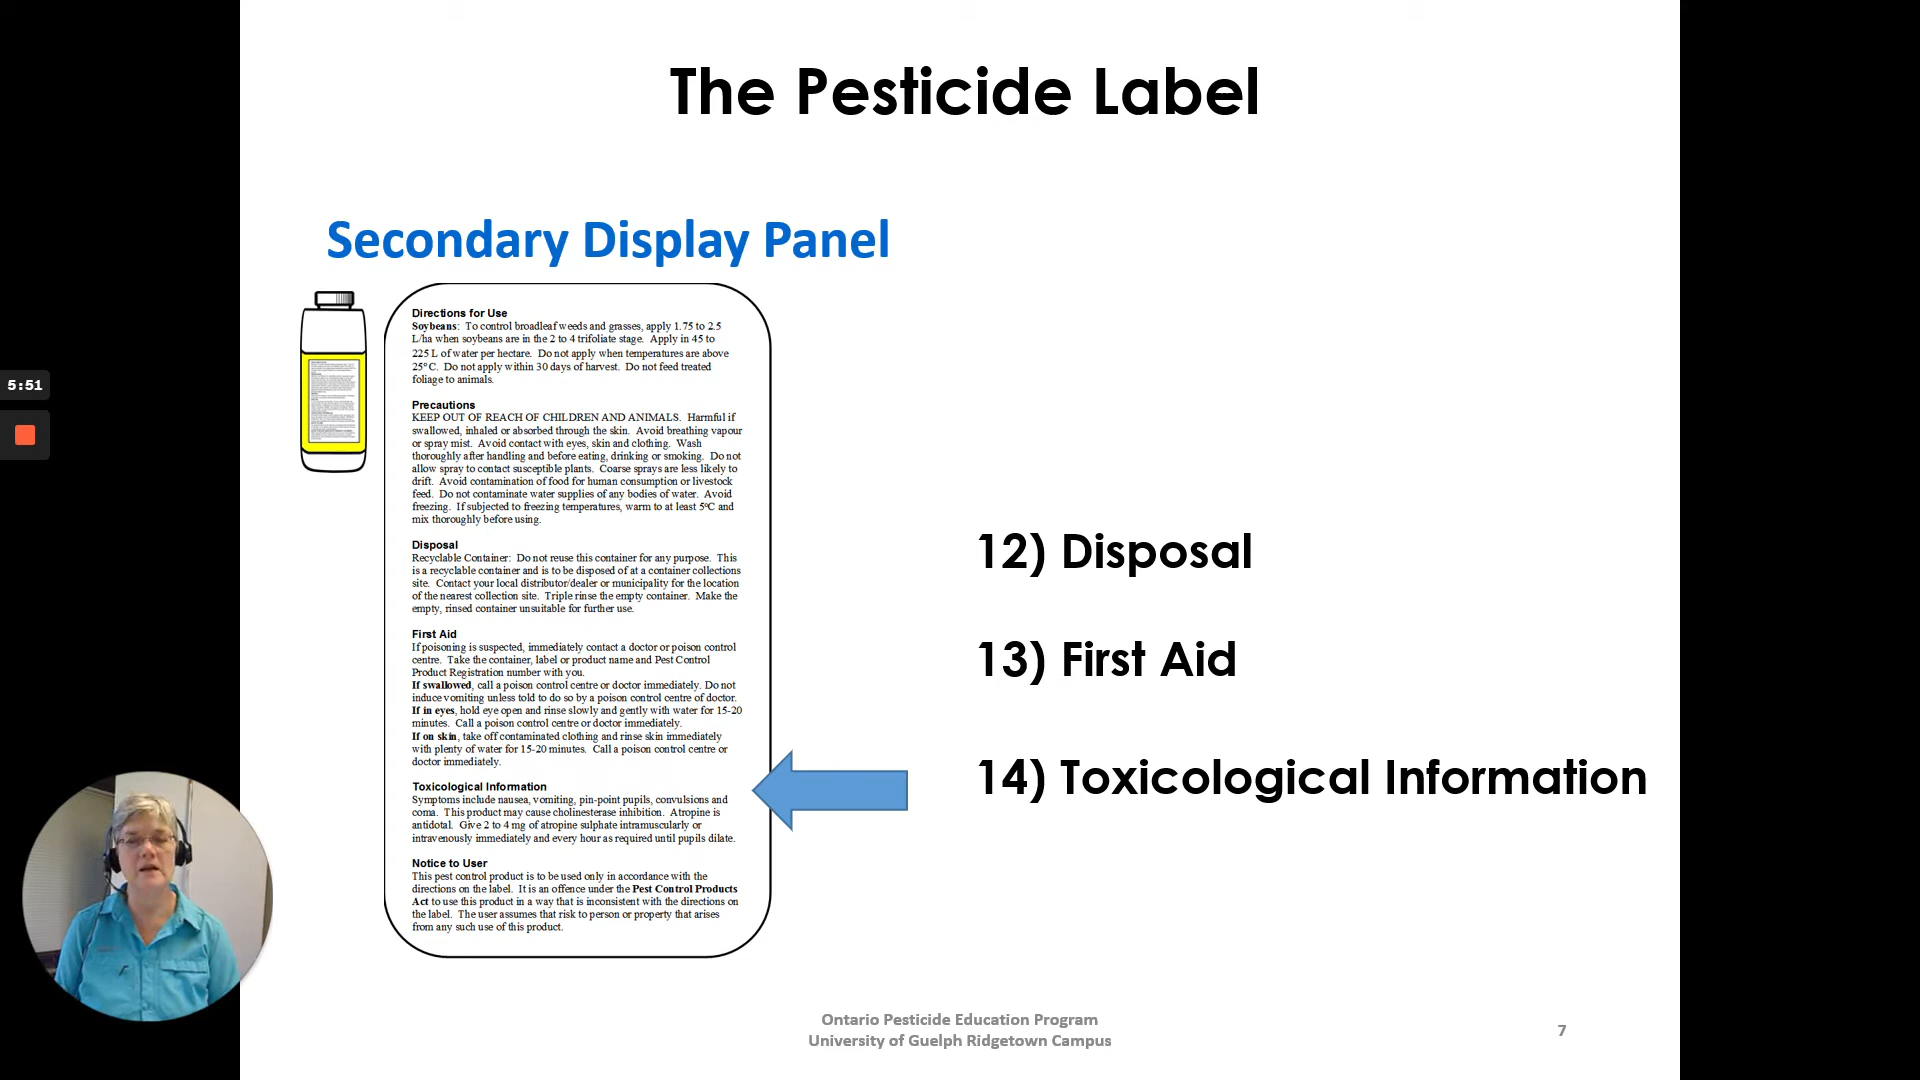 The Pesticide Label
Secondary Display Panel
Directions for Use
Soybeans: To control broadleaf weeds and grasses, apply 1.75 to 2.5
L/ha when soybeans are in the 2 to 4 trifoliate stage. Apply in 45 to
225 L of water per hectare. Do not apply when temperatures are above
25°C. Do not apply within 30 days of harvest. Do not feed treated
foliage to animals.
Precautions
KEEP OUT OF REACH OF CHILDREN AND ANIMALS. Harmful if
swallowed, inhaled or absorbed through the skin. Avoid breathing vapour
or spray mist. Avoid contact with eyes, skin and clothing. Wash
thoroughly after handling and before eating, drinking or smoking. Do not
allow spray to contact susceptible plants. Coarse sprays are less likely to
drift. Avoid contamination of food for human consumption or livestock
feed. Do not contaminate water supplies of any bodies of water. Avoid
freezing. If subjected to freezing temperatures, warm to at least 5°C and
mix thoroughly before using.
Disposal
Recyclable Container: Do not reuse this container for any purpose. This
is a recyclable container and is to be disposed of at a container collections
site. Contact your local distributor/dealer or municipality for the location
of the nearest collection site. Triple rinse the empty container. Make the
empty, rinsed container unsuitable for further use.
First Aid
If poisoning is suspected, immediately contact a doctor or poison control
centre. Take the container, label or product name and Pest Control
Product Registration number with you.
If swallowed, call a poison control centre or doctor immediately. Do not
induce vomiting unless told to do so by a poison control centre of doctor.
If in eyes, hold eye open and rinse slowly and gently with water for 15-20
minutes. Call a poison control centre or doctor immediately.
If on skin, take off contaminated clothing and rinse skin immediately
with plenty of water for 15-20 minutes. Call a poison control centre or
doctor immediately.
Toxicological Information
Symptoms include nausea, vomiting, pin-point pupils, convulsions and
coma. This product may cause cholinesterase inhibition. Atropine is
antidotal. Give 2 to 4 mg of atropine sulphate intramuscularly or
intravenously immediately and every hour as required until pupils dilate.
Notice to User
This pest control product is to be used only in accordance with the
directions on the label. It is an offence under the Pest Control Products
Act to use this product in a way that is inconsistent with the directions on
the label. The user assumes that risk to person or property that arises
from any such use of this product.
12) Disposal
13) First Aid
14) Toxicological Information
5:51
Ontario Pesticide Education Program
University of Guelph Ridgetown Campus
7